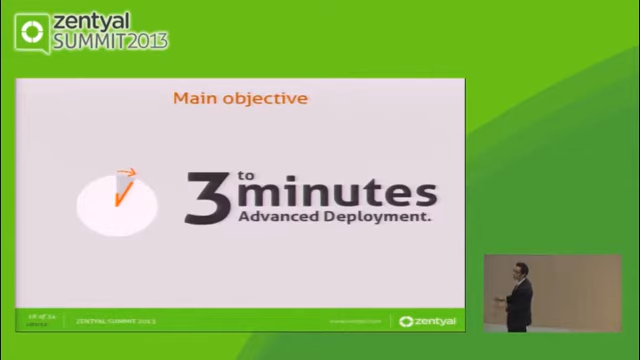 zentyal
SUMMIT2013
Main objective
3 to minutes
Advanced Deployment.
ZENTYAL SUMMIT 2013
zentyal